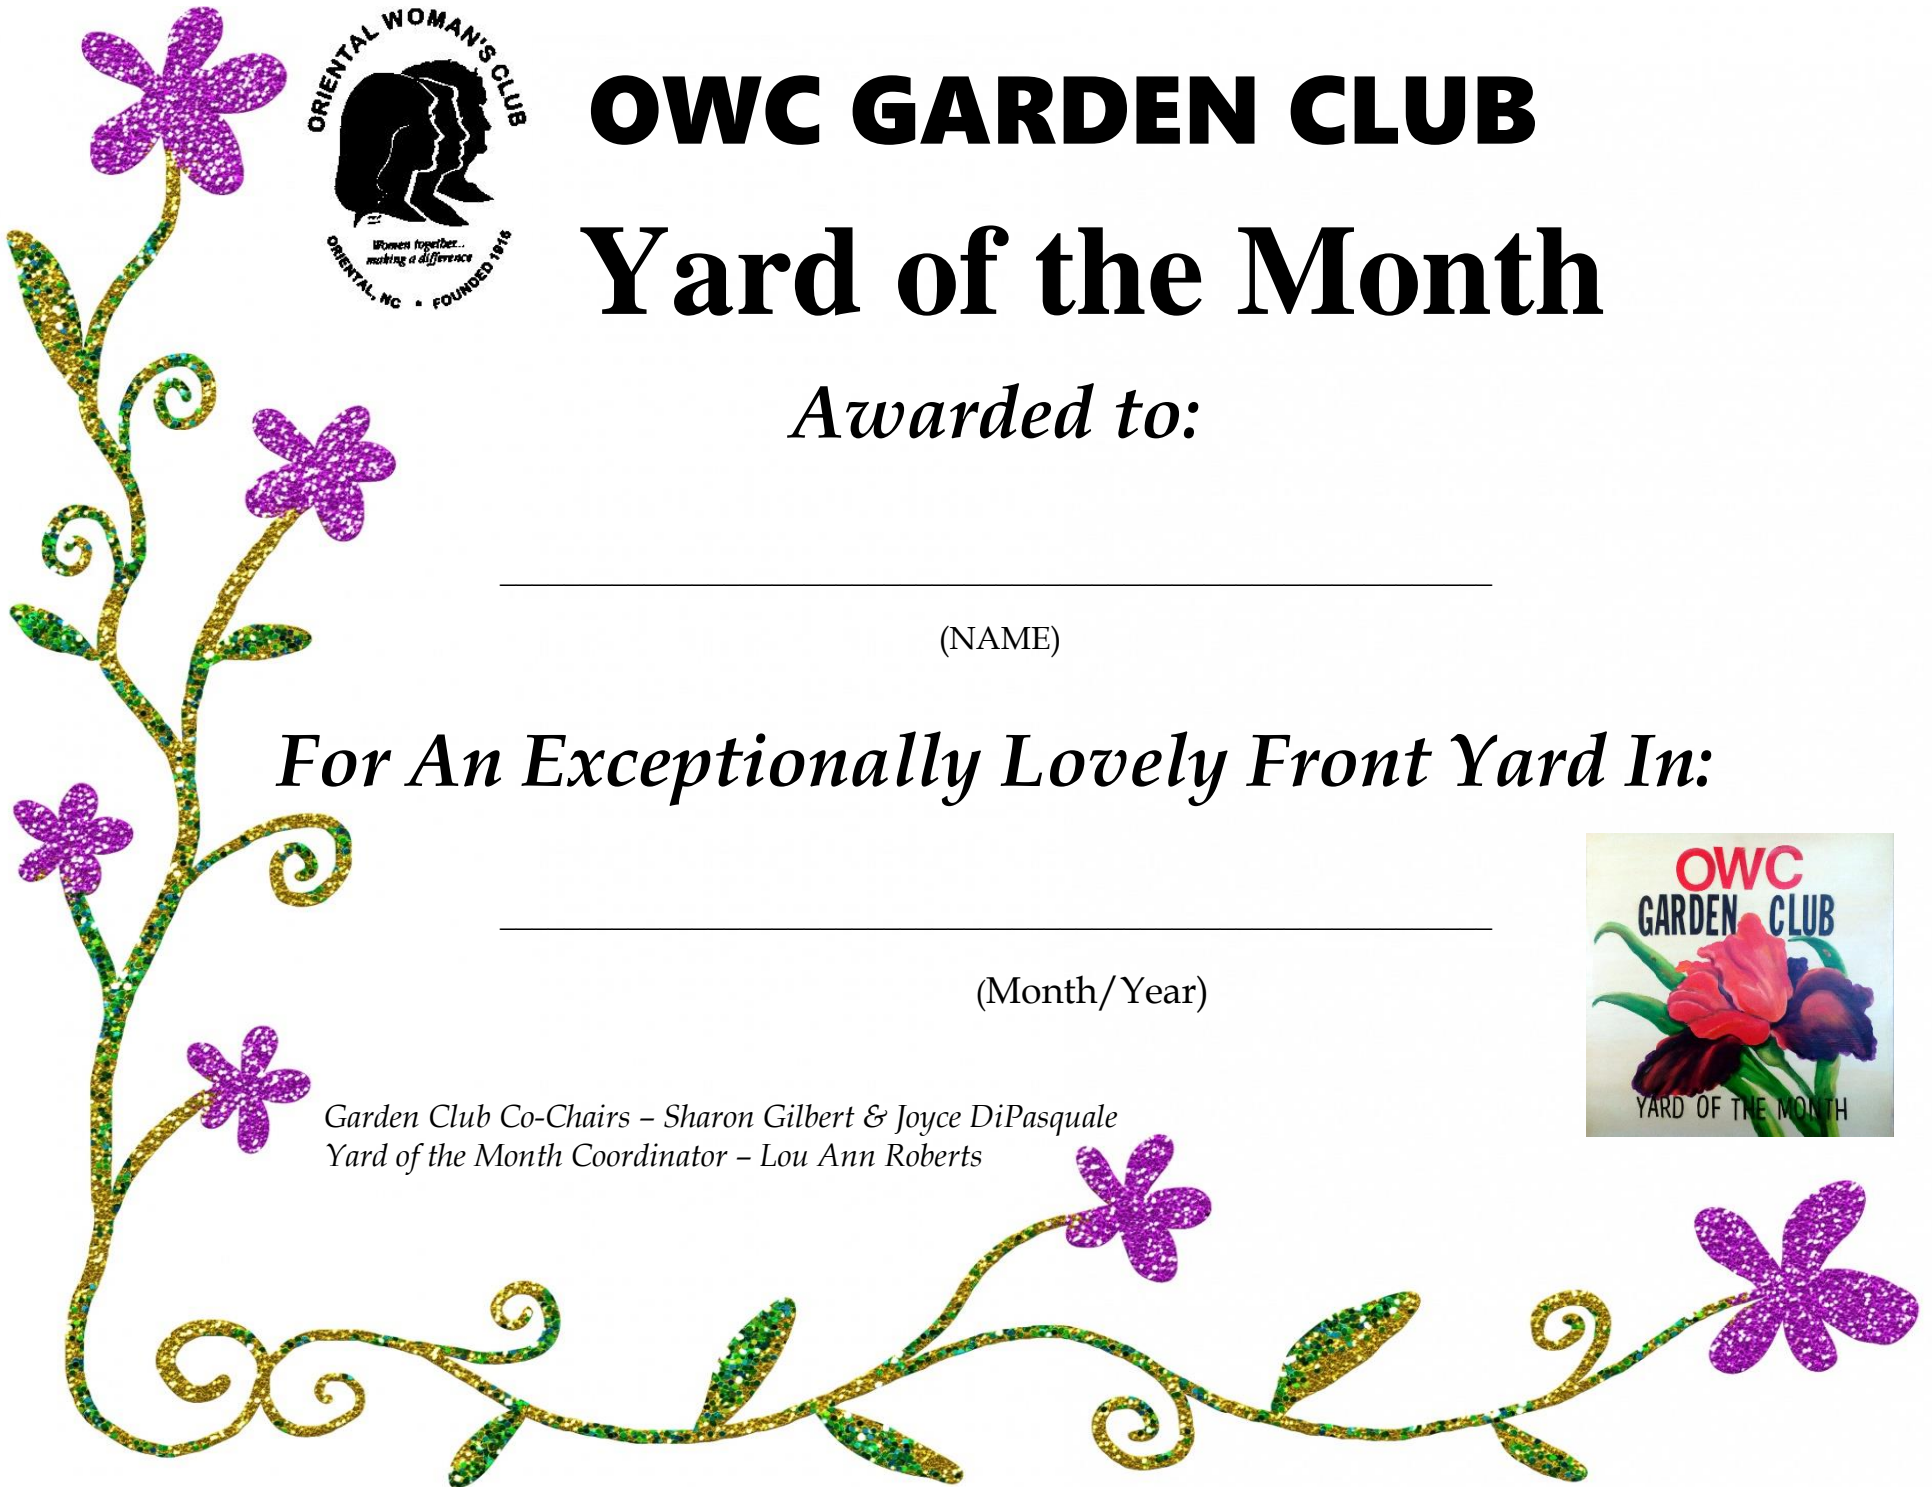 ORIENTAL WOMAN'S CLUB
Women together...
making a difference
ORIENTAL, NC • FOUNDED 1915
OWC GARDEN CLUB
Yard of the Month
Awarded to:
(NAME)
For An Exceptionally Lovely Front Yard In:
(Month/Year)
OWC
GARDEN CLUB
YARD OF THE MONTH
Garden Club Co-Chairs – Sharon Gilbert & Joyce DiPasquale
Yard of the Month Coordinator – Lou Ann Roberts